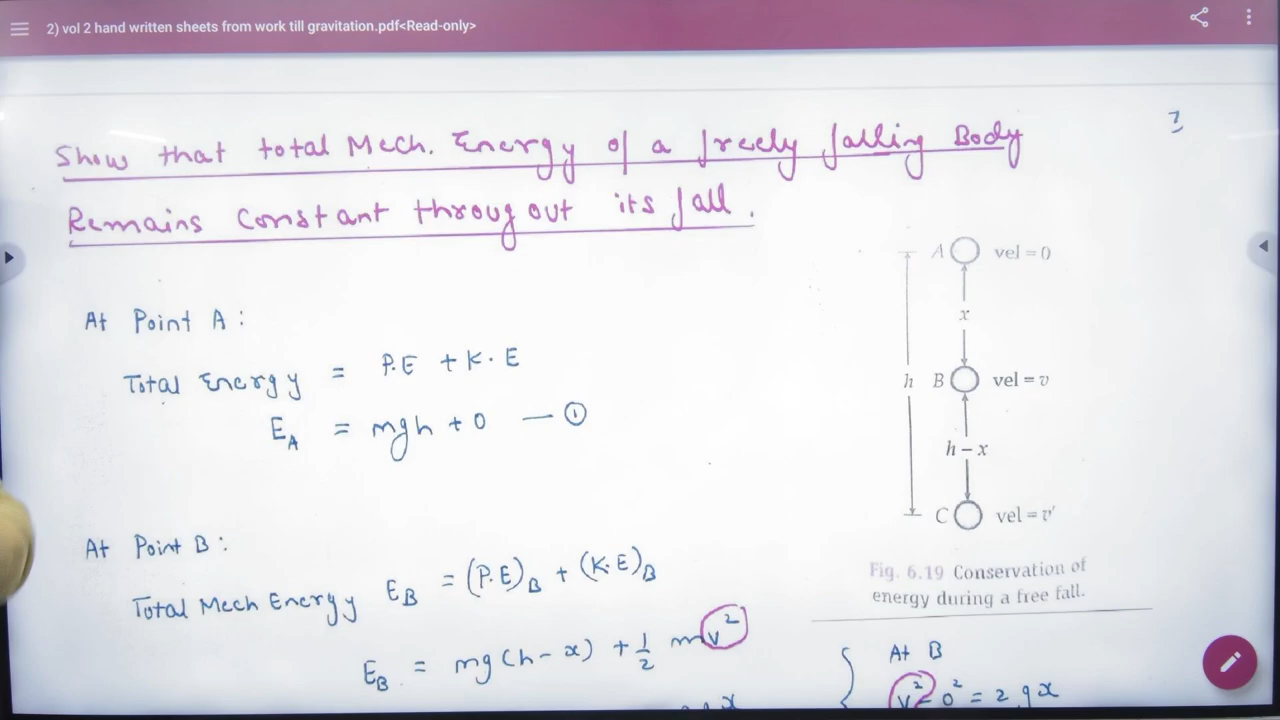 2) vol 2 hand written sheets from work till gravitation.pdf<Read-only>
Show that total Mech. Energy of a freely falling Body
Remains Constant throug out its fall.
At Point A:
Total Energy = P.E + K.E
E_A = mgh + 0 — ①
At Point B:
Total Mech Energy E_B = (P.E)_B + (K.E)_B
E_B = mg(h-x) + 1/2 mv²
A vel = 0
x
h B vel = v
h – x
C vel = v'
Fig. 6.19 Conservation of
energy during a free fall.
At B
v² - 0² = 2 g x